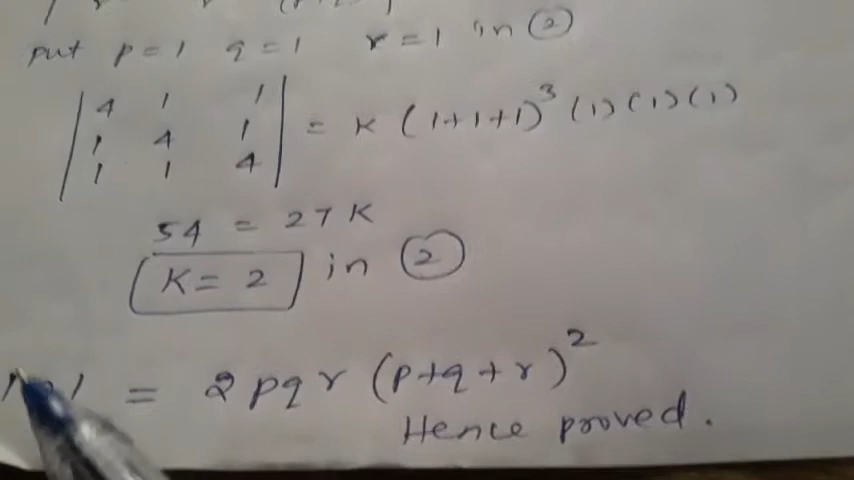 put p=1 q=1 r=1 in ②
| 4 1 1 |
| 1 4 1 | = K (1+1+1)³ (1) (1) (1)
| 1 1 4 |
54 = 27 K
K= 2 in ②
= 2 pq r (p+q+r)²
Hence proved.